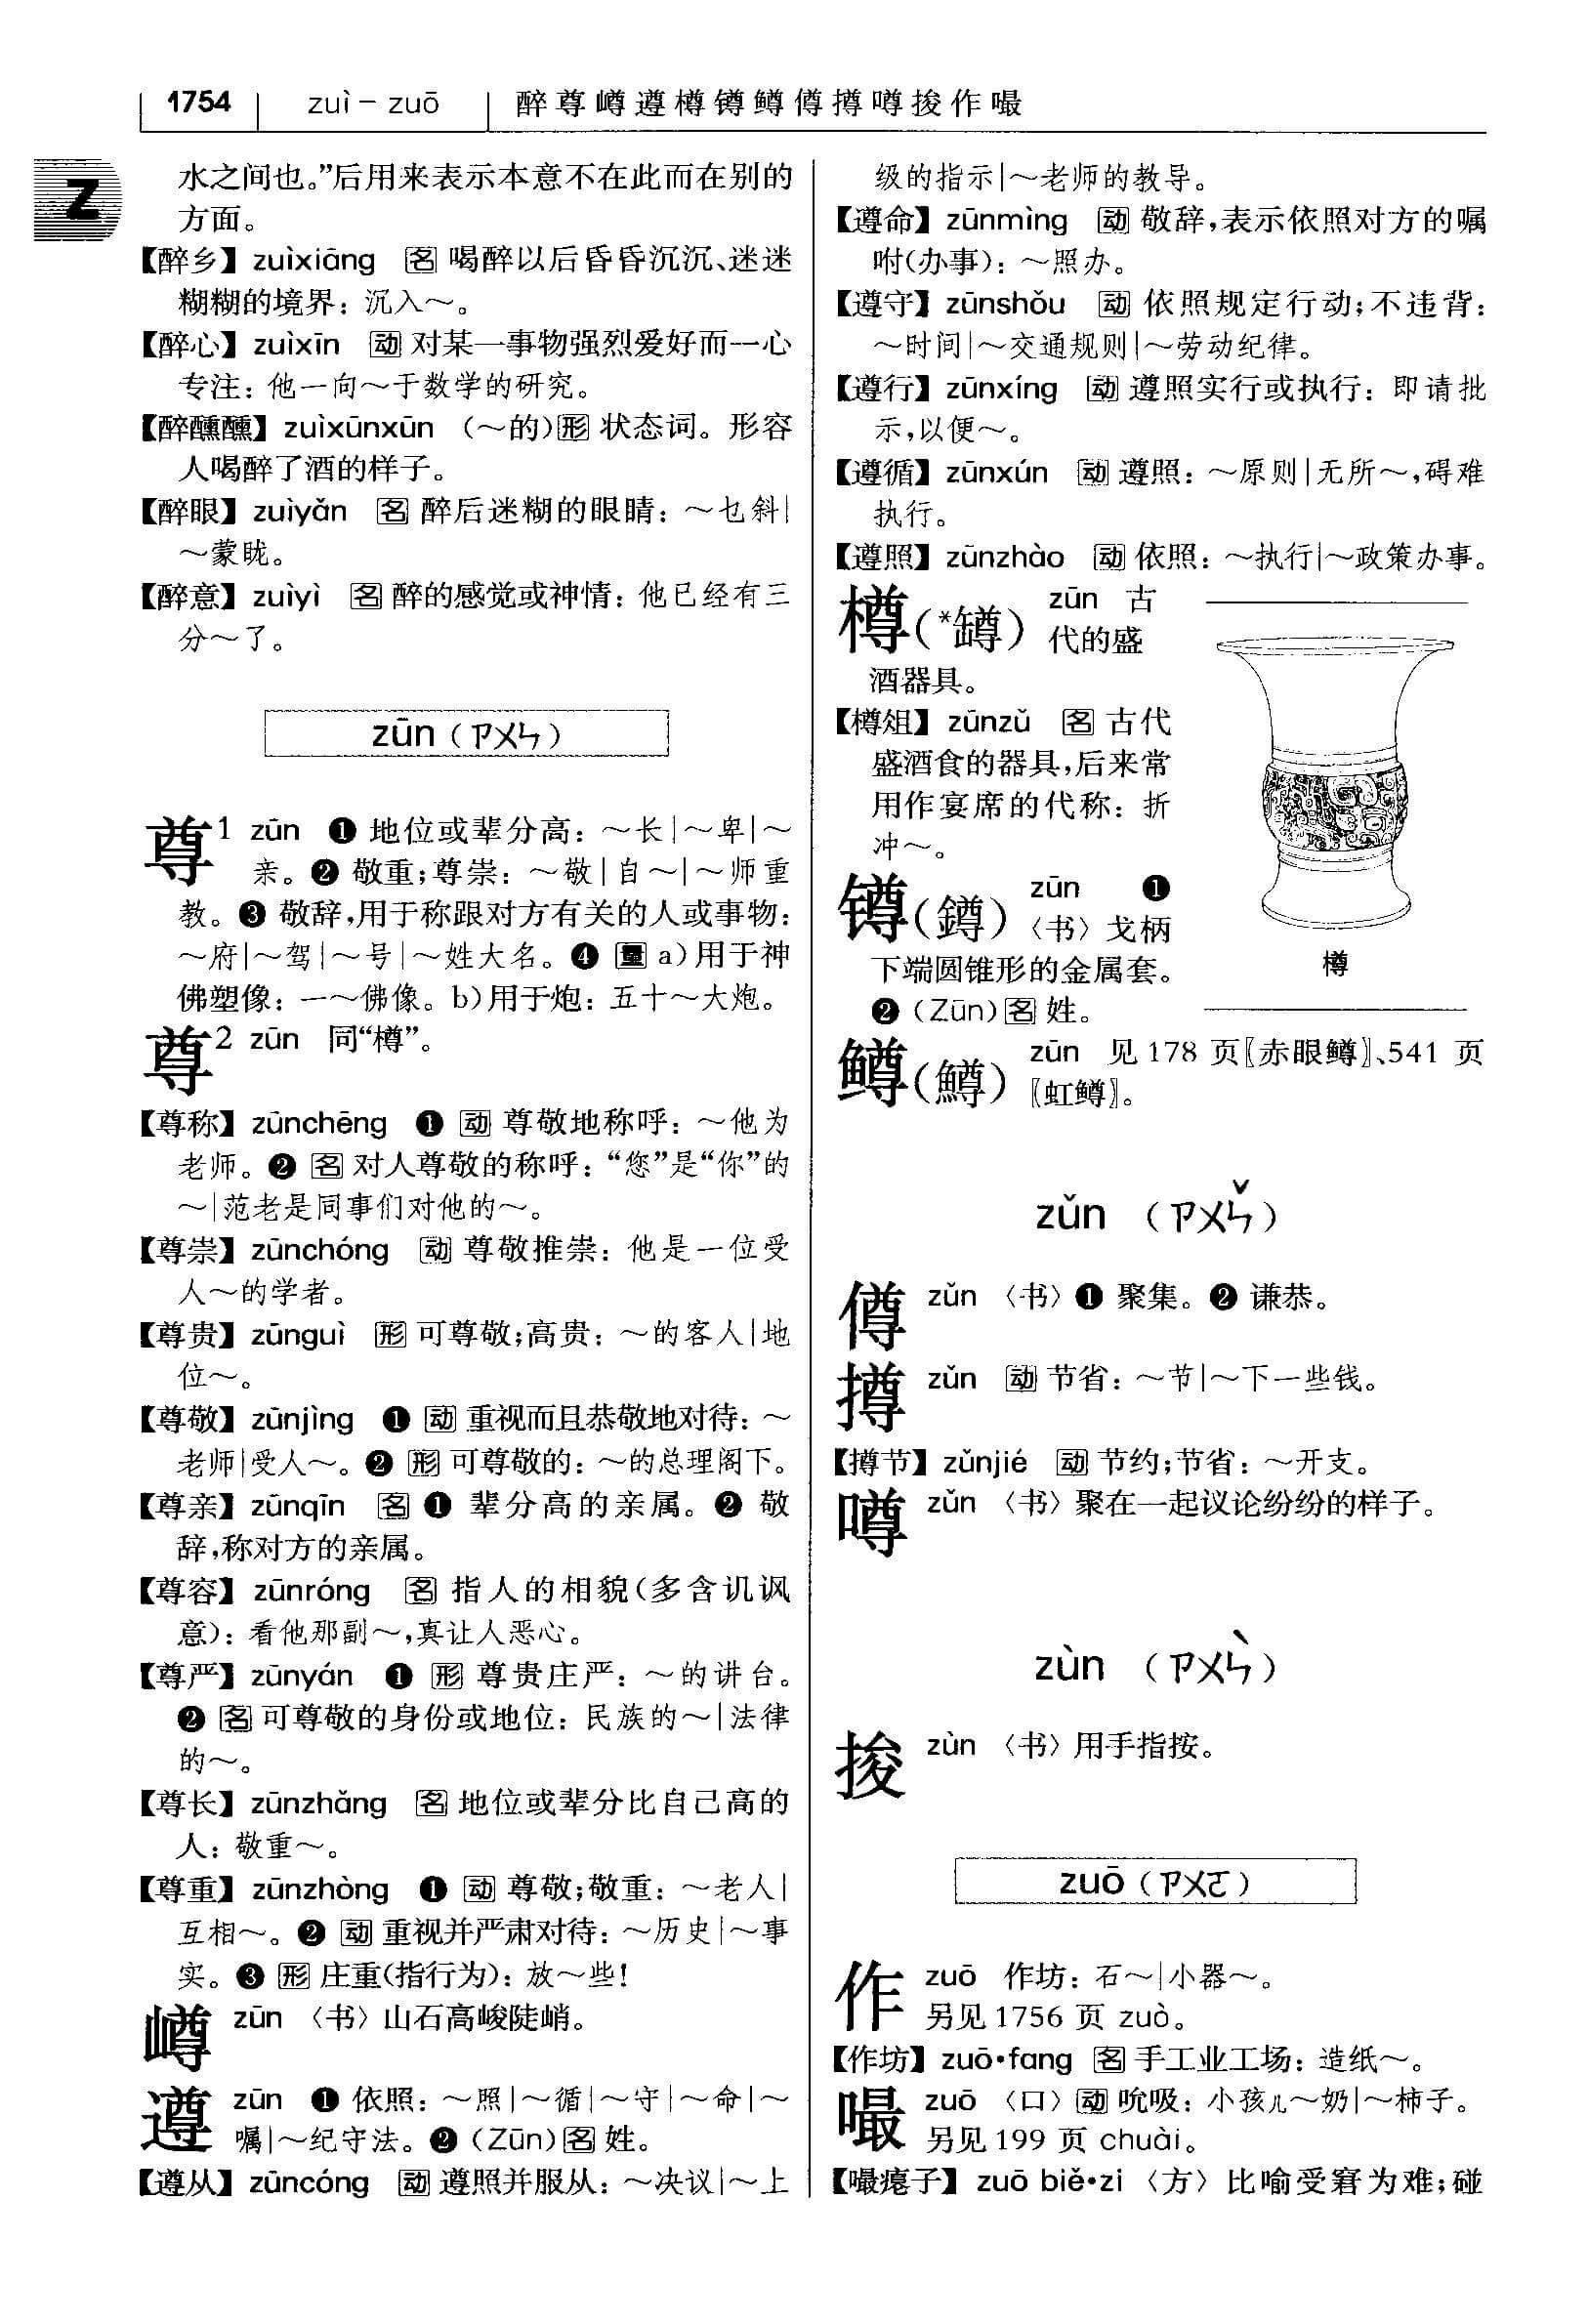 1754 zuì－zuō 醉尊嶟遵樽镈鳟僔撙噂捘作嘬
Z
水之间也。”后用来表示本意不在此而在别的
方面。
【醉乡】 zuìxiāng 名 喝醉以后昏昏沉沉、迷迷
糊糊的境界：沉入～。
【醉心】 zuìxīn 动 对某一事物强烈爱好而一心
专注：他一向～于数学的研究。
【醉醺醺】 zuìxūnxūn （～的）形 状态词。形容
人喝醉了酒的样子。
【醉眼】 zuìyǎn 名 醉后迷糊的眼睛：～乜斜|
～蒙眬。
【醉意】 zuìyì 名 醉的感觉或神情：他已经有三
分～了。
zūn（ㄗㄨㄣ）
尊1 zūn ❶ 地位或辈分高：～长|～卑|～
亲。❷ 敬重；尊崇：～敬|自～|～师重
教。❸ 敬辞，用于称跟对方有关的人或事物：
～府|～驾|～号|～姓大名。❹ 量 a）用于神
佛塑像：一～佛像。b）用于炮：五十～大炮。
尊2 zūn 同“樽”。
【尊称】 zūnchēng ❶ 动 尊敬地称呼：～他为
老师。❷ 名 对人尊敬的称呼：“您”是“你”的
～|范老是同事们对他的～。
【尊崇】 zūnchóng 动 尊敬推崇：他是一位受
人～的学者。
【尊贵】 zūnguì 形 可尊敬；高贵：～的客人|地
位～。
【尊敬】 zūnjìng ❶ 动 重视而且恭敬地对待：～
老师|受人～。❷ 形 可尊敬的：～的总理阁下。
【尊亲】 zūnqīn 名 ❶ 辈分高的亲属。❷ 敬
辞，称对方的亲属。
【尊容】 zūnróng 名 指人的相貌（多含讥讽
意）：看他那副～，真让人恶心。
【尊严】 zūnyán ❶ 形 尊贵庄严：～的讲台。
❷ 名 可尊敬的身份或地位：民族的～|法律
的～。
【尊长】 zūnzhǎng 名 地位或辈分比自己高的
人：敬重～。
【尊重】 zūnzhòng ❶ 动 尊敬；敬重：～老人|
互相～。❷ 动 重视并严肃对待：～历史|～事
实。❸ 形 庄重（指行为）：放～些！
嶟 zūn 〈书〉山石高峻陡峭。
遵 zūn ❶ 依照：～照|～循|～守|～命|～
嘱|～纪守法。❷（Zūn）名 姓。
【遵从】 zūncóng 动 遵照并服从：～决议|～上
级的指示|～老师的教导。
【遵命】 zūnmìng 动 敬辞，表示依照对方的嘱
咐（办事）：～照办。
【遵守】 zūnshǒu 动 依照规定行动；不违背：
～时间|～交通规则|～劳动纪律。
【遵行】 zūnxíng 动 遵照实行或执行：即请批
示，以便～。
【遵循】 zūnxún 动 遵照：～原则|无所～，碍难
执行。
【遵照】 zūnzhào 动 依照：～执行|～政策办事。
樽（*罇） zūn 古
代的盛
酒器具。
【樽俎】 zūnzǔ 名 古代
盛酒食的器具，后来常
用作宴席的代称：折
冲～。
镈（鐏） zūn ❶
〈书〉戈柄
下端圆锥形的金属套。
❷（Zūn）名 姓。
樽
鳟（鱒） zūn 见 178 页〖赤眼鳟〗、541 页
〖虹鳟〗。
zǔn （ㄗㄨㄣˇ）
僔 zǔn 〈书〉❶ 聚集。❷ 谦恭。
撙 zǔn 动 节省：～节|～下一些钱。
【撙节】 zǔnjié 动 节约；节省：～开支。
噂 zǔn 〈书〉聚在一起议论纷纷的样子。
zùn （ㄗㄨㄣˋ）
捘 zùn 〈书〉用手指按。
zuō（ㄗㄨㄛ）
作 zuō 作坊：石～|小器～。
另见 1756 页 zuò。
【作坊】 zuō•fang 名 手工业工场：造纸～。
嘬 zuō 〈口〉动 吮吸：小孩儿～奶|～柿子。
另见 199 页 chuài。
【嘬瘪子】 zuō biě•zi 〈方〉比喻受窘为难；碰